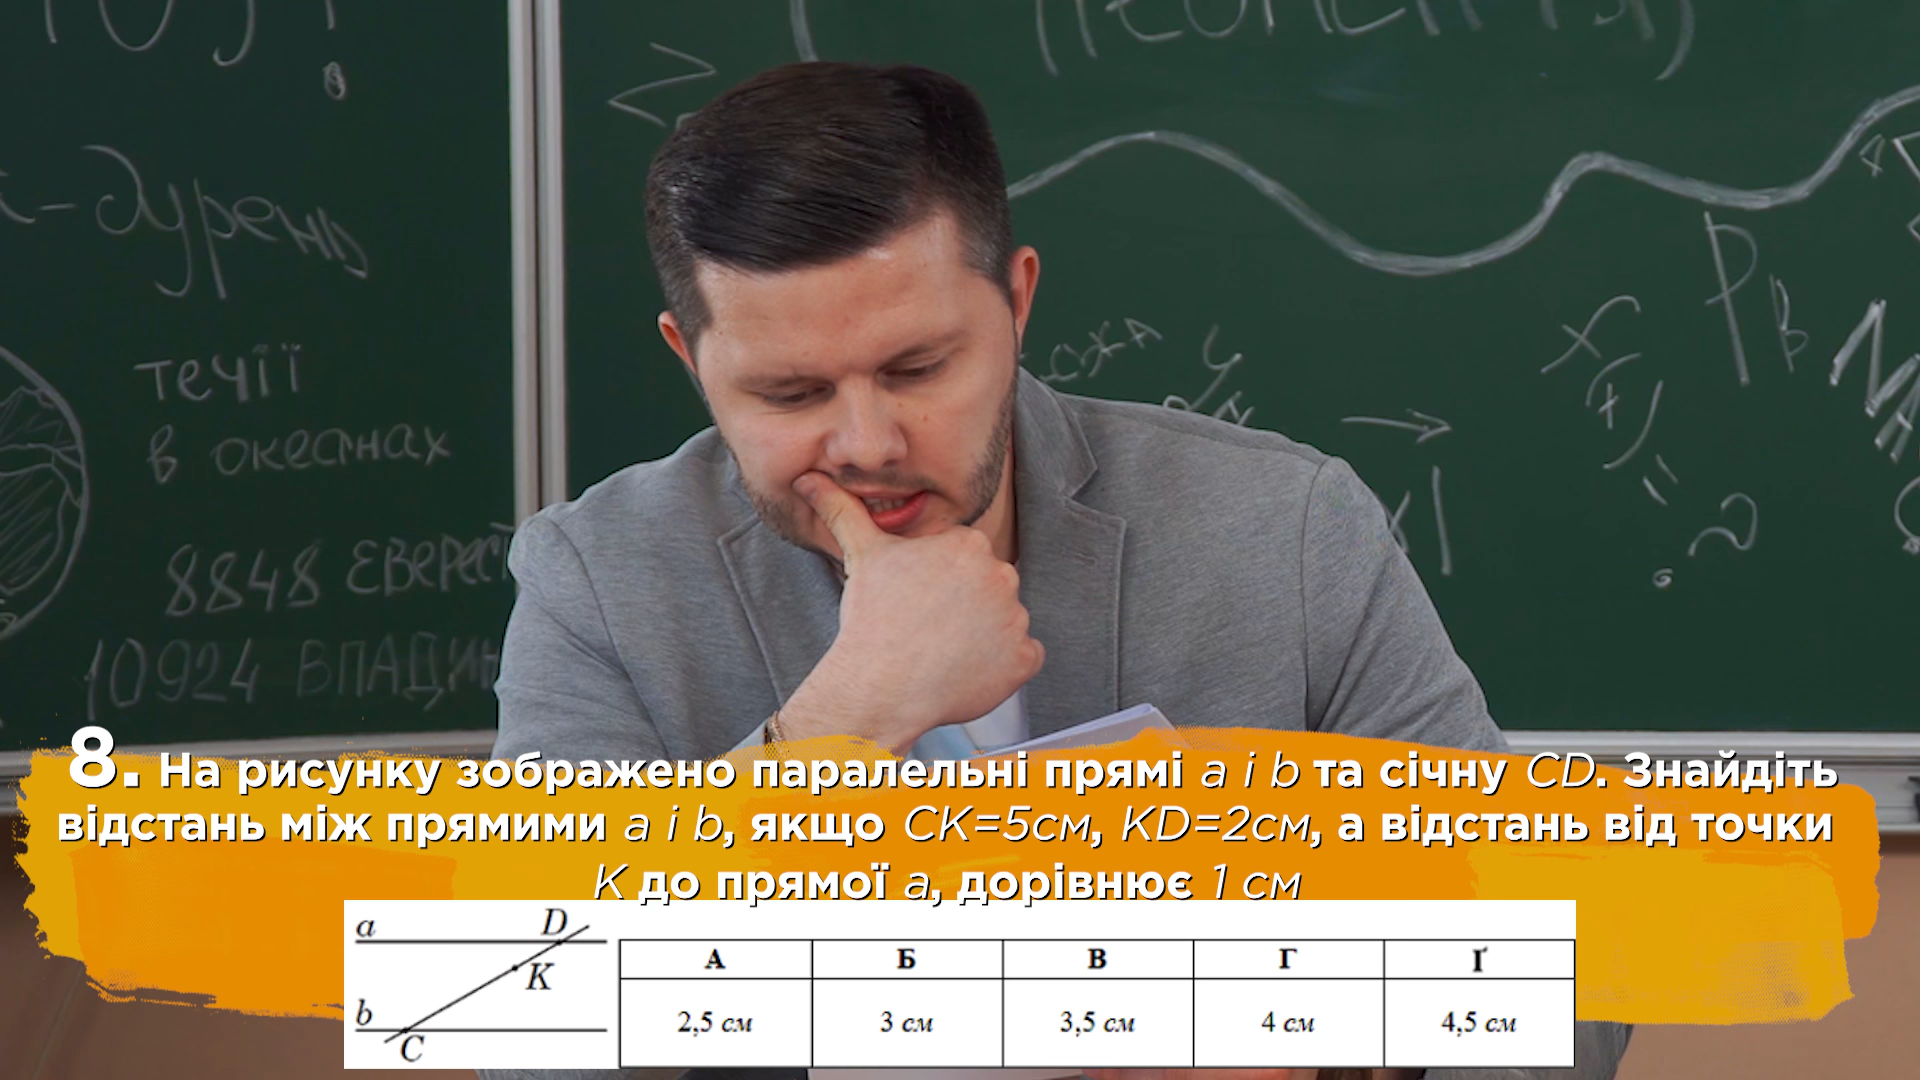 -дурень
течії
в океанах
8848 ЄВЕРЕСТ
10924 ВПАДИН
8. На рисунку зображено паралельні прямі a і b та січну CD. Знайдіть
відстань між прямими a і b, якщо CK=5см, KD=2см, а відстань від точки
K до прямої a, дорівнює 1 см
a D
K
b
C
А Б В Г Ґ
2,5 см 3 см 3,5 см 4 см 4,5 см